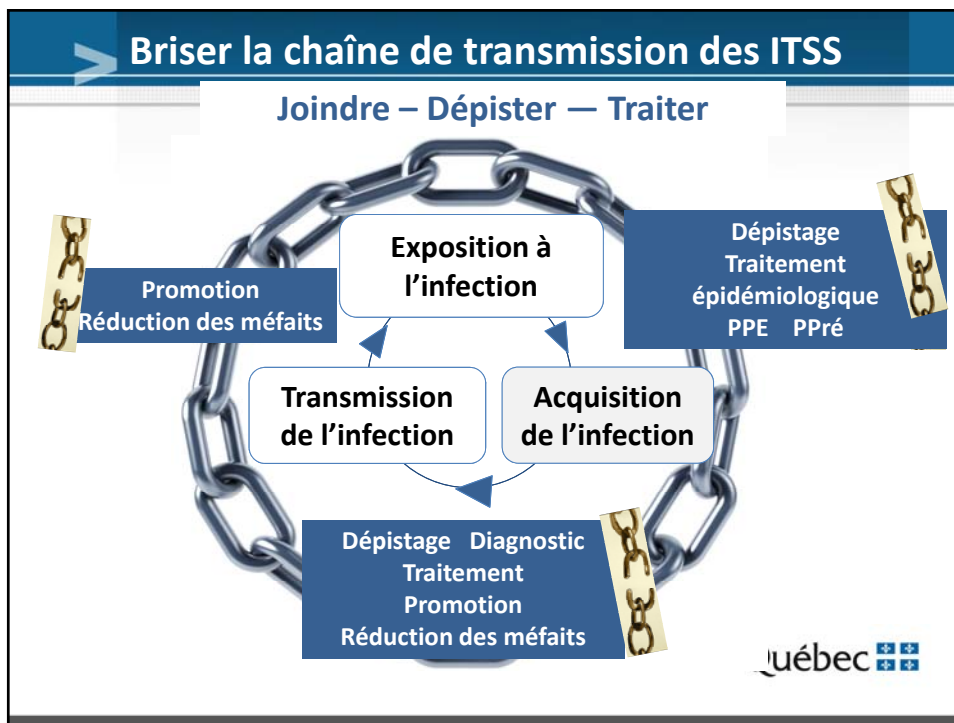 Briser la chaîne de transmission des ITSS
Joindre – Dépister — Traiter
Exposition à
l’infection
Dépistage
Traitement
épidémiologique
PPE PPré
Promotion
Réduction des méfaits
Transmission
de l’infection
Acquisition
de l’infection
Dépistage Diagnostic
Traitement
Promotion
Réduction des méfaits
uébec